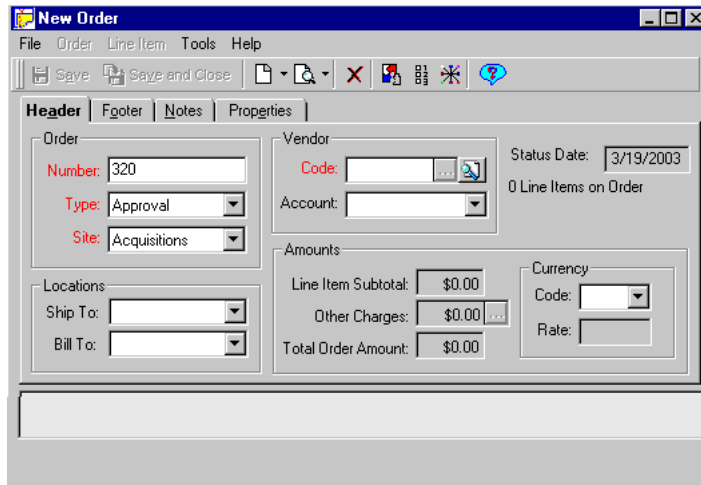 New Order
File Order Line Item Tools Help
Save Save and Close
Header Footer Notes Properties
Order
Number: 320
Type: Approval
Site: Acquisitions
Locations
Ship To:
Bill To:
Vendor
Code: ...
Account:
Status Date: 3/19/2003
0 Line Items on Order
Amounts
Line Item Subtotal: $0.00
Other Charges: $0.00 ...
Total Order Amount: $0.00
Currency
Code:
Rate: